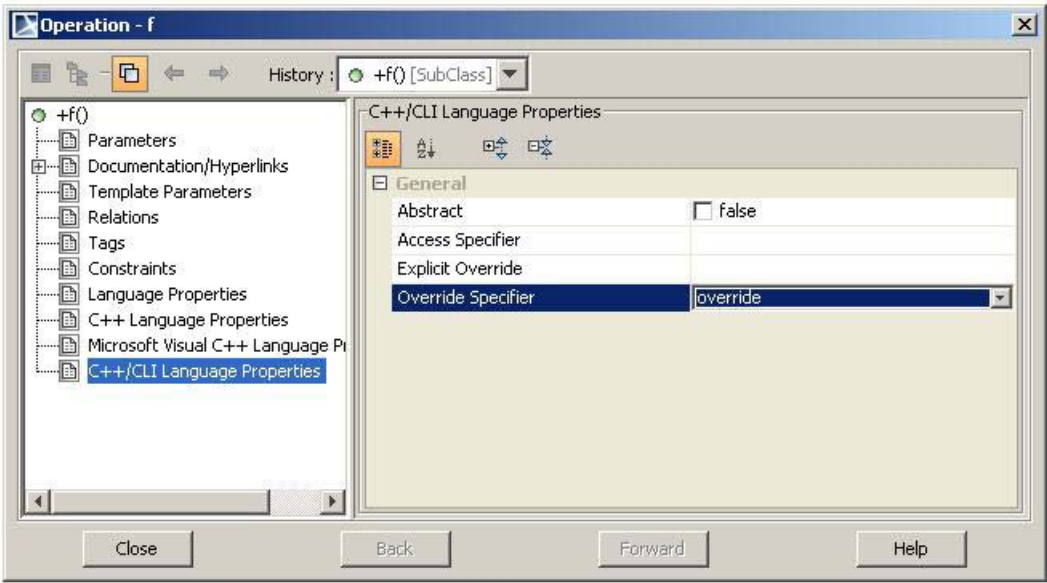 Operation - f
History : +f() [SubClass]
+f()
Parameters
Documentation/Hyperlinks
Template Parameters
Relations
Tags
Constraints
Language Properties
C++ Language Properties
Microsoft Visual C++ Language
C++/CLI Language Properties
C++/CLI Language Properties
General
Abstract false
Access Specifier
Explicit Override
Override Specifier override
Close Back Forward Help